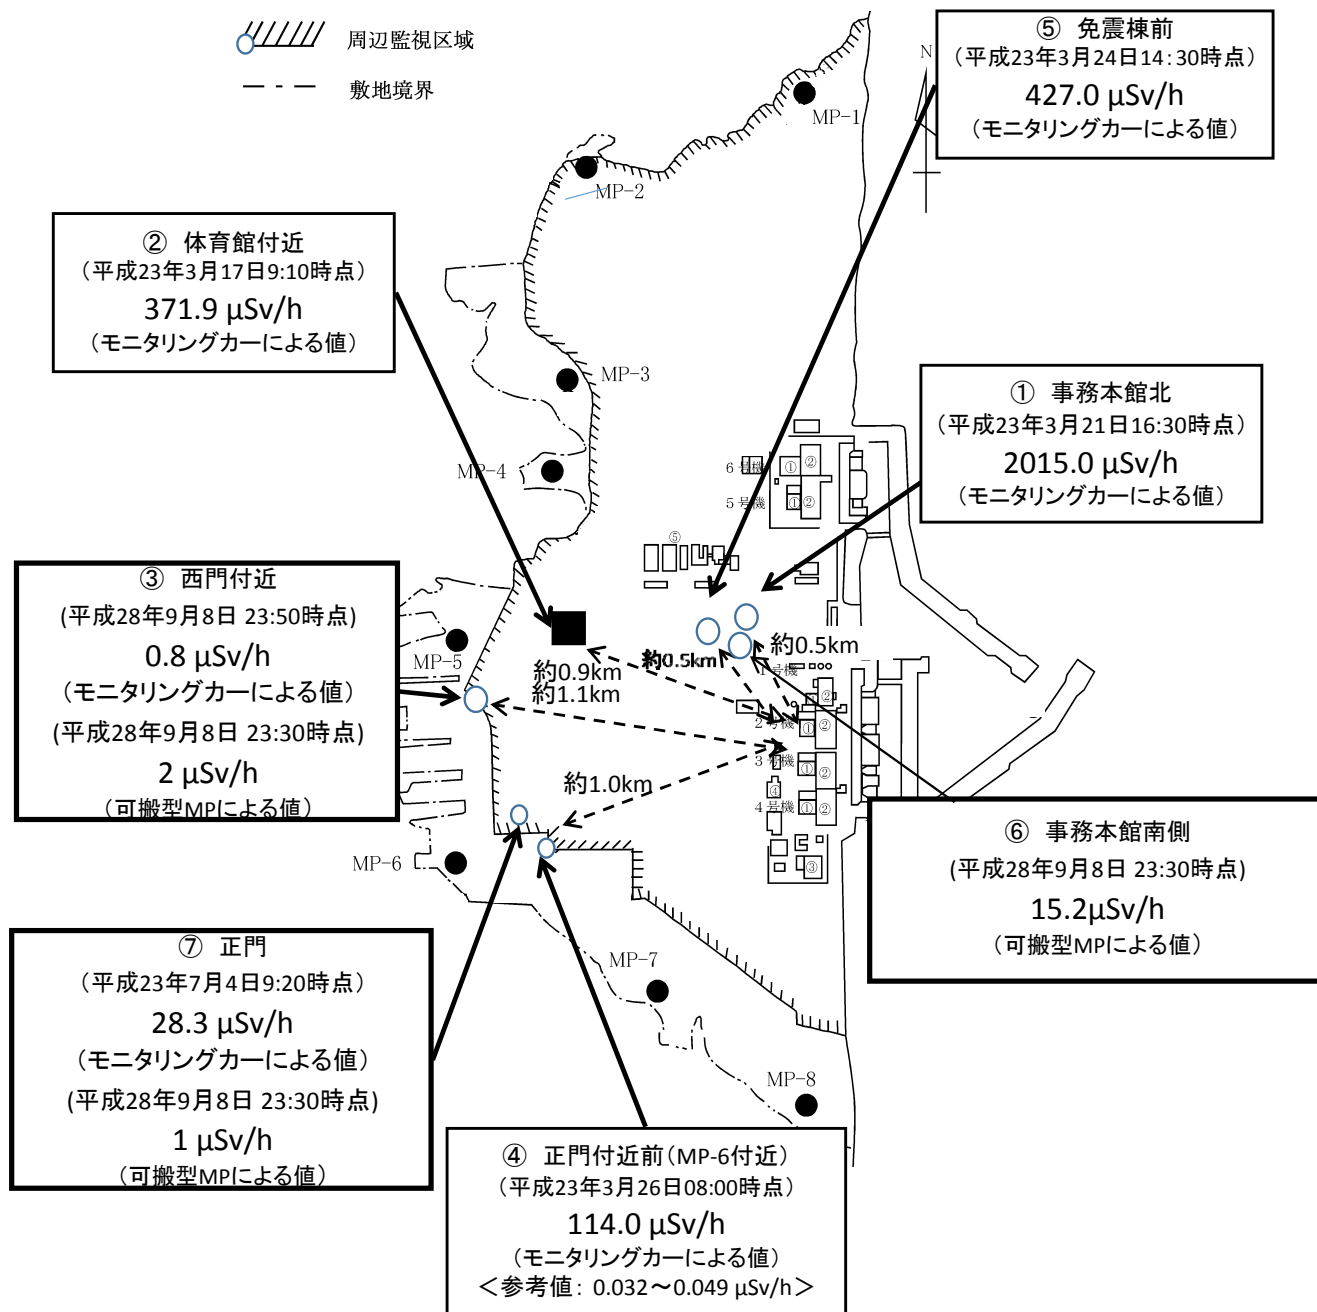 周辺監視区域
敷地境界
⑤ 免震棟前
(平成23年3月24日14:30時点)
427.0 μSv/h
(モニタリングカーによる値)
N
MP-1
MP-2
② 体育館付近
(平成23年3月17日9:10時点)
371.9 μSv/h
(モニタリングカーによる値)
MP-3
① 事務本館北
(平成23年3月21日16:30時点)
2015.0 μSv/h
(モニタリングカーによる値)
MP-4
6号機
① ②
5号機
① ②
⑤
③ 西門付近
(平成28年9月8日 23:50時点)
0.8 μSv/h
(モニタリングカーによる値)
(平成28年9月8日 23:30時点)
2 μSv/h
(可搬型MPによる値)
MP-5
約0.9km
約1.1km
約0.5km
約0.5km
1号機
②
2号機
① ②
3号機
① ②
④
4号機
① ②
③
約1.0km
MP-6
⑥ 事務本館南側
(平成28年9月8日 23:30時点)
15.2μSv/h
(可搬型MPによる値)
⑦ 正門
(平成23年7月4日9:20時点)
28.3 μSv/h
(モニタリングカーによる値)
(平成28年9月8日 23:30時点)
1 μSv/h
(可搬型MPによる値)
MP-7
MP-8
④ 正門付近前(MP-6付近)
(平成23年3月26日08:00時点)
114.0 μSv/h
(モニタリングカーによる値)
<参考値: 0.032~0.049 μSv/h>